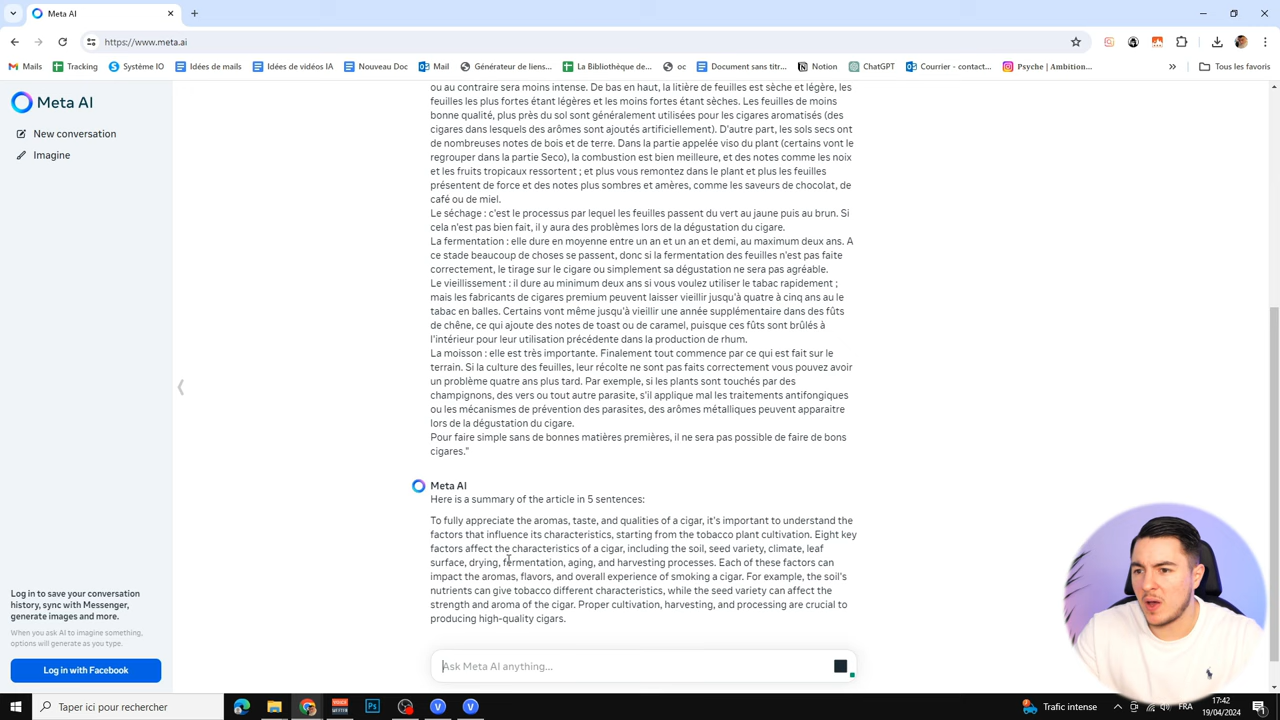 Meta AI
https://www.meta.ai
Mails
Tracking
Système IO
Idées de mails
Idées de vidéos IA
Nouveau Doc
Mail
Générateur de liens...
La Bibliothèque de...
oc
Document sans titr...
Notion
ChatGPT
Courrier - contact...
Psyche | Ambition...
Tous les favoris
Meta AI
New conversation
Imagine
ou au contraire sera moins intense. De bas en haut, la litière de feuilles est sèche et légère, les
feuilles les plus fortes étant légères et les moins fortes étant sèches. Les feuilles de moins
bonne qualité, plus près du sol sont généralement utilisées pour les cigares aromatisés (des
cigares dans lesquels des arômes sont ajoutés artificiellement). D'autre part, les sols secs ont
de nombreuses notes de bois et de terre. Dans la partie appelée viso du plant (certains vont le
regrouper dans la partie Seco), la combustion est bien meilleure, et des notes comme les noix
et les fruits tropicaux ressortent ; et plus vous remontez dans le plant et plus les feuilles
présentent de force et des notes plus sombres et amères, comme les saveurs de chocolat, de
café ou de miel.
Le séchage : c'est le processus par lequel les feuilles passent du vert au jaune puis au brun. Si
cela n'est pas bien fait, il y aura des problèmes lors de la dégustation du cigare.
La fermentation : elle dure en moyenne entre un an et un an et demi, au maximum deux ans. A
ce stade beaucoup de choses se passent, donc si la fermentation des feuilles n'est pas faite
correctement, le tirage sur le cigare ou simplement sa dégustation ne sera pas agréable.
Le vieillissement : il dure au minimum deux ans si vous voulez utiliser le tabac rapidement ;
mais les fabricants de cigares premium peuvent laisser vieillir jusqu'à quatre à cinq ans au le
tabac en balles. Certains vont même jusqu'à vieillir une année supplémentaire dans des fûts
de chêne, ce qui ajoute des notes de toast ou de caramel, puisque ces fûts sont brûlés à
l'intérieur pour leur utilisation précédente dans la production de rhum.
La moisson : elle est très importante. Finalement tout commence par ce qui est fait sur le
terrain. Si la culture des feuilles, leur récolte ne sont pas faits correctement vous pouvez avoir
un problème quatre ans plus tard. Par exemple, si les plants sont touchés par des
champignons, des vers ou tout autre parasite, s'il applique mal les traitements antifongiques
ou les mécanismes de prévention des parasites, des arômes métalliques peuvent apparaitre
lors de la dégustation du cigare.
Pour faire simple sans de bonnes matières premières, il ne sera pas possible de faire de bons
cigares."
Meta AI
Here is a summary of the article in 5 sentences:
To fully appreciate the aromas, taste, and qualities of a cigar, it's important to understand the
factors that influence its characteristics, starting from the tobacco plant cultivation. Eight key
factors affect the characteristics of a cigar, including the soil, seed variety, climate, leaf
surface, drying, fermentation, aging, and harvesting processes. Each of these factors can
impact the aromas, flavors, and overall experience of smoking a cigar. For example, the soil's
nutrients can give tobacco different characteristics, while the seed variety can affect the
strength and aroma of the cigar. Proper cultivation, harvesting, and processing are crucial to
producing high-quality cigars.
Log in to save your conversation
history, sync with Messenger,
generate images and more.
When you ask AI to imagine something,
options will generate as you type.
Log in with Facebook
Ask Meta AI anything...
Taper ici pour rechercher
Trafic intense
FR
17:42
19/04/2024